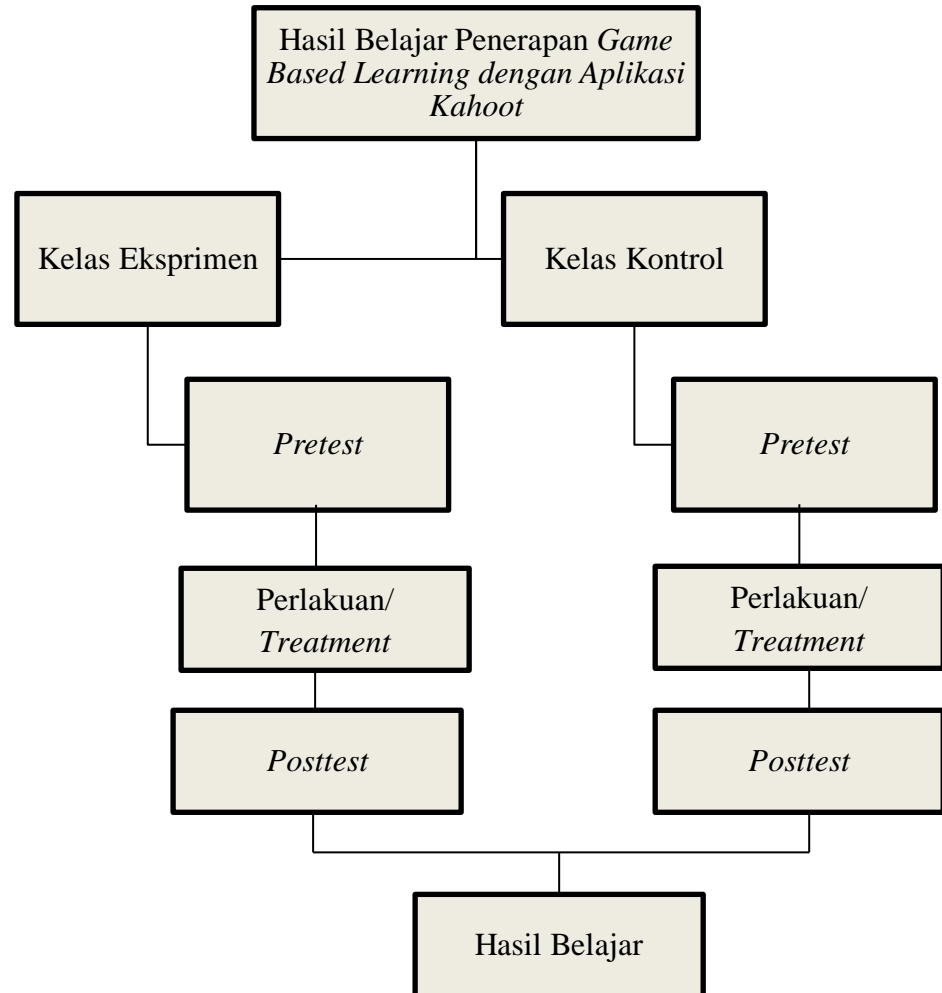 Hasil Belajar Penerapan Game
Based Learning dengan Aplikasi
Kahoot
Kelas Eksprimen
Kelas Kontrol
Pretest
Pretest
Perlakuan/
Treatment
Perlakuan/
Treatment
Posttest
Posttest
Hasil Belajar